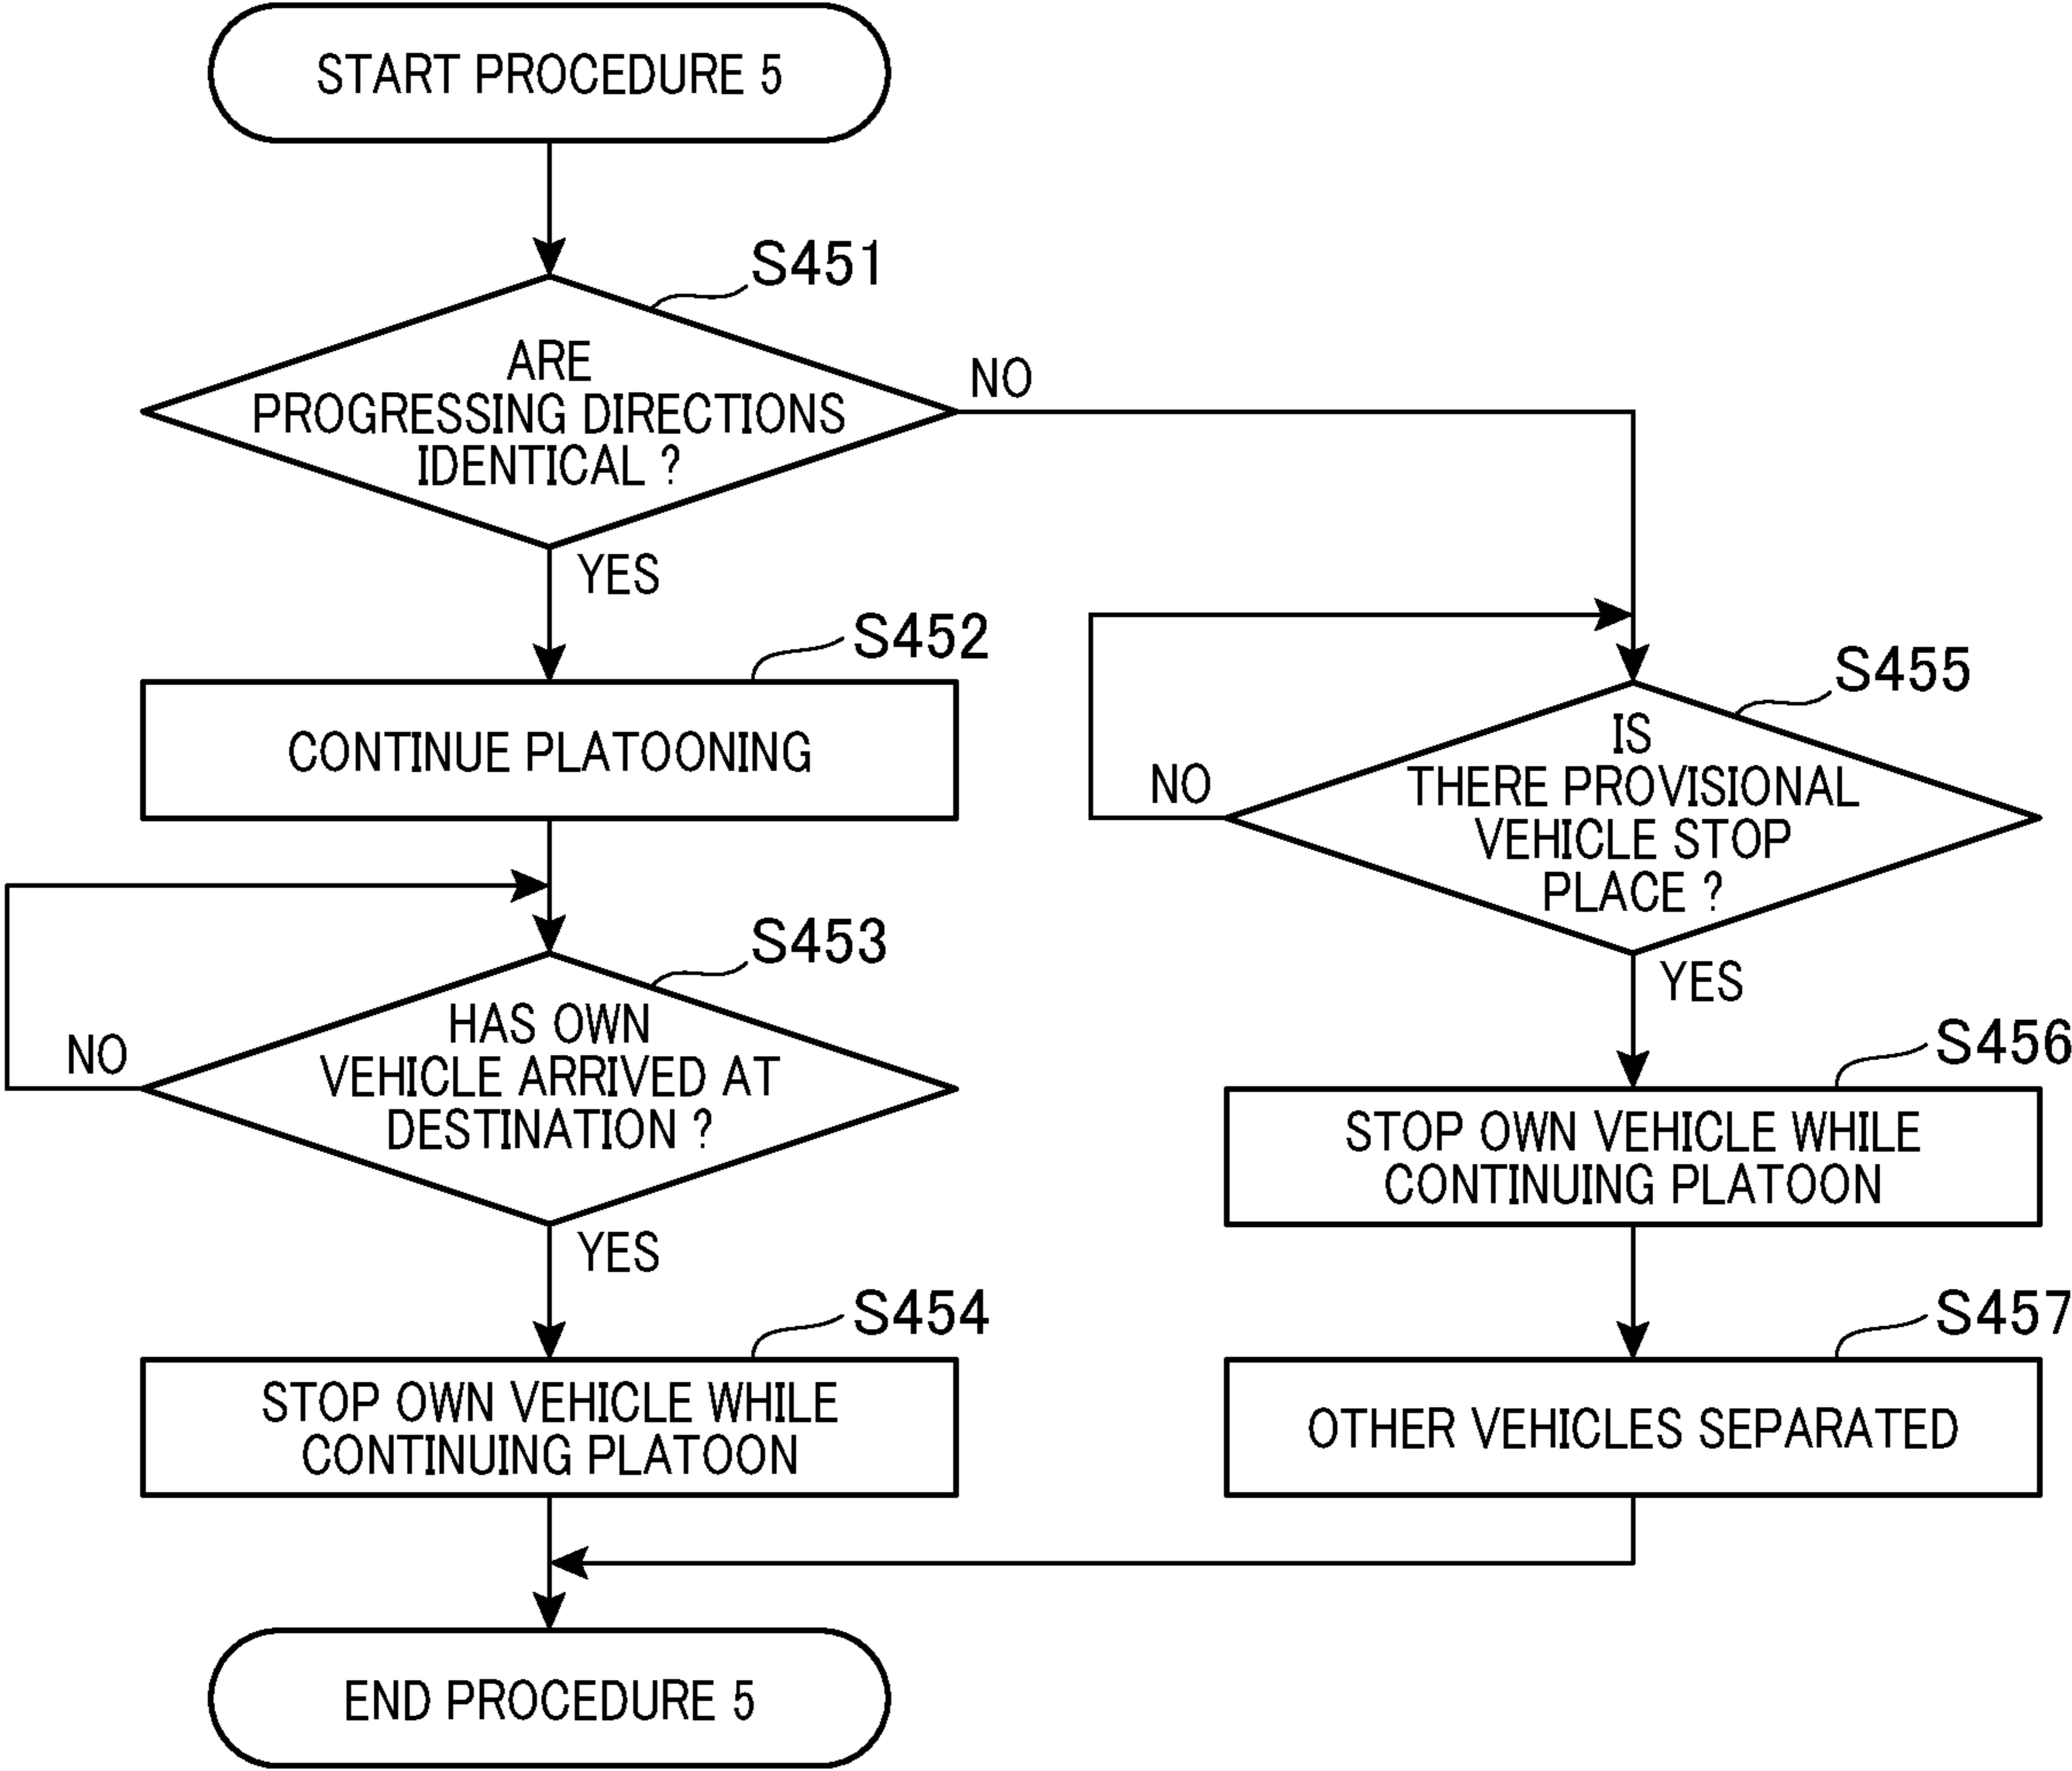 START PROCEDURE 5
S451
ARE
PROGRESSING DIRECTIONS
IDENTICAL ?
NO
YES
S452
CONTINUE PLATOONING
S453
HAS OWN
VEHICLE ARRIVED AT
DESTINATION ?
NO
YES
S454
STOP OWN VEHICLE WHILE
CONTINUING PLATOON
S455
IS
THERE PROVISIONAL
VEHICLE STOP
PLACE ?
NO
YES
S456
STOP OWN VEHICLE WHILE
CONTINUING PLATOON
S457
OTHER VEHICLES SEPARATED
END PROCEDURE 5